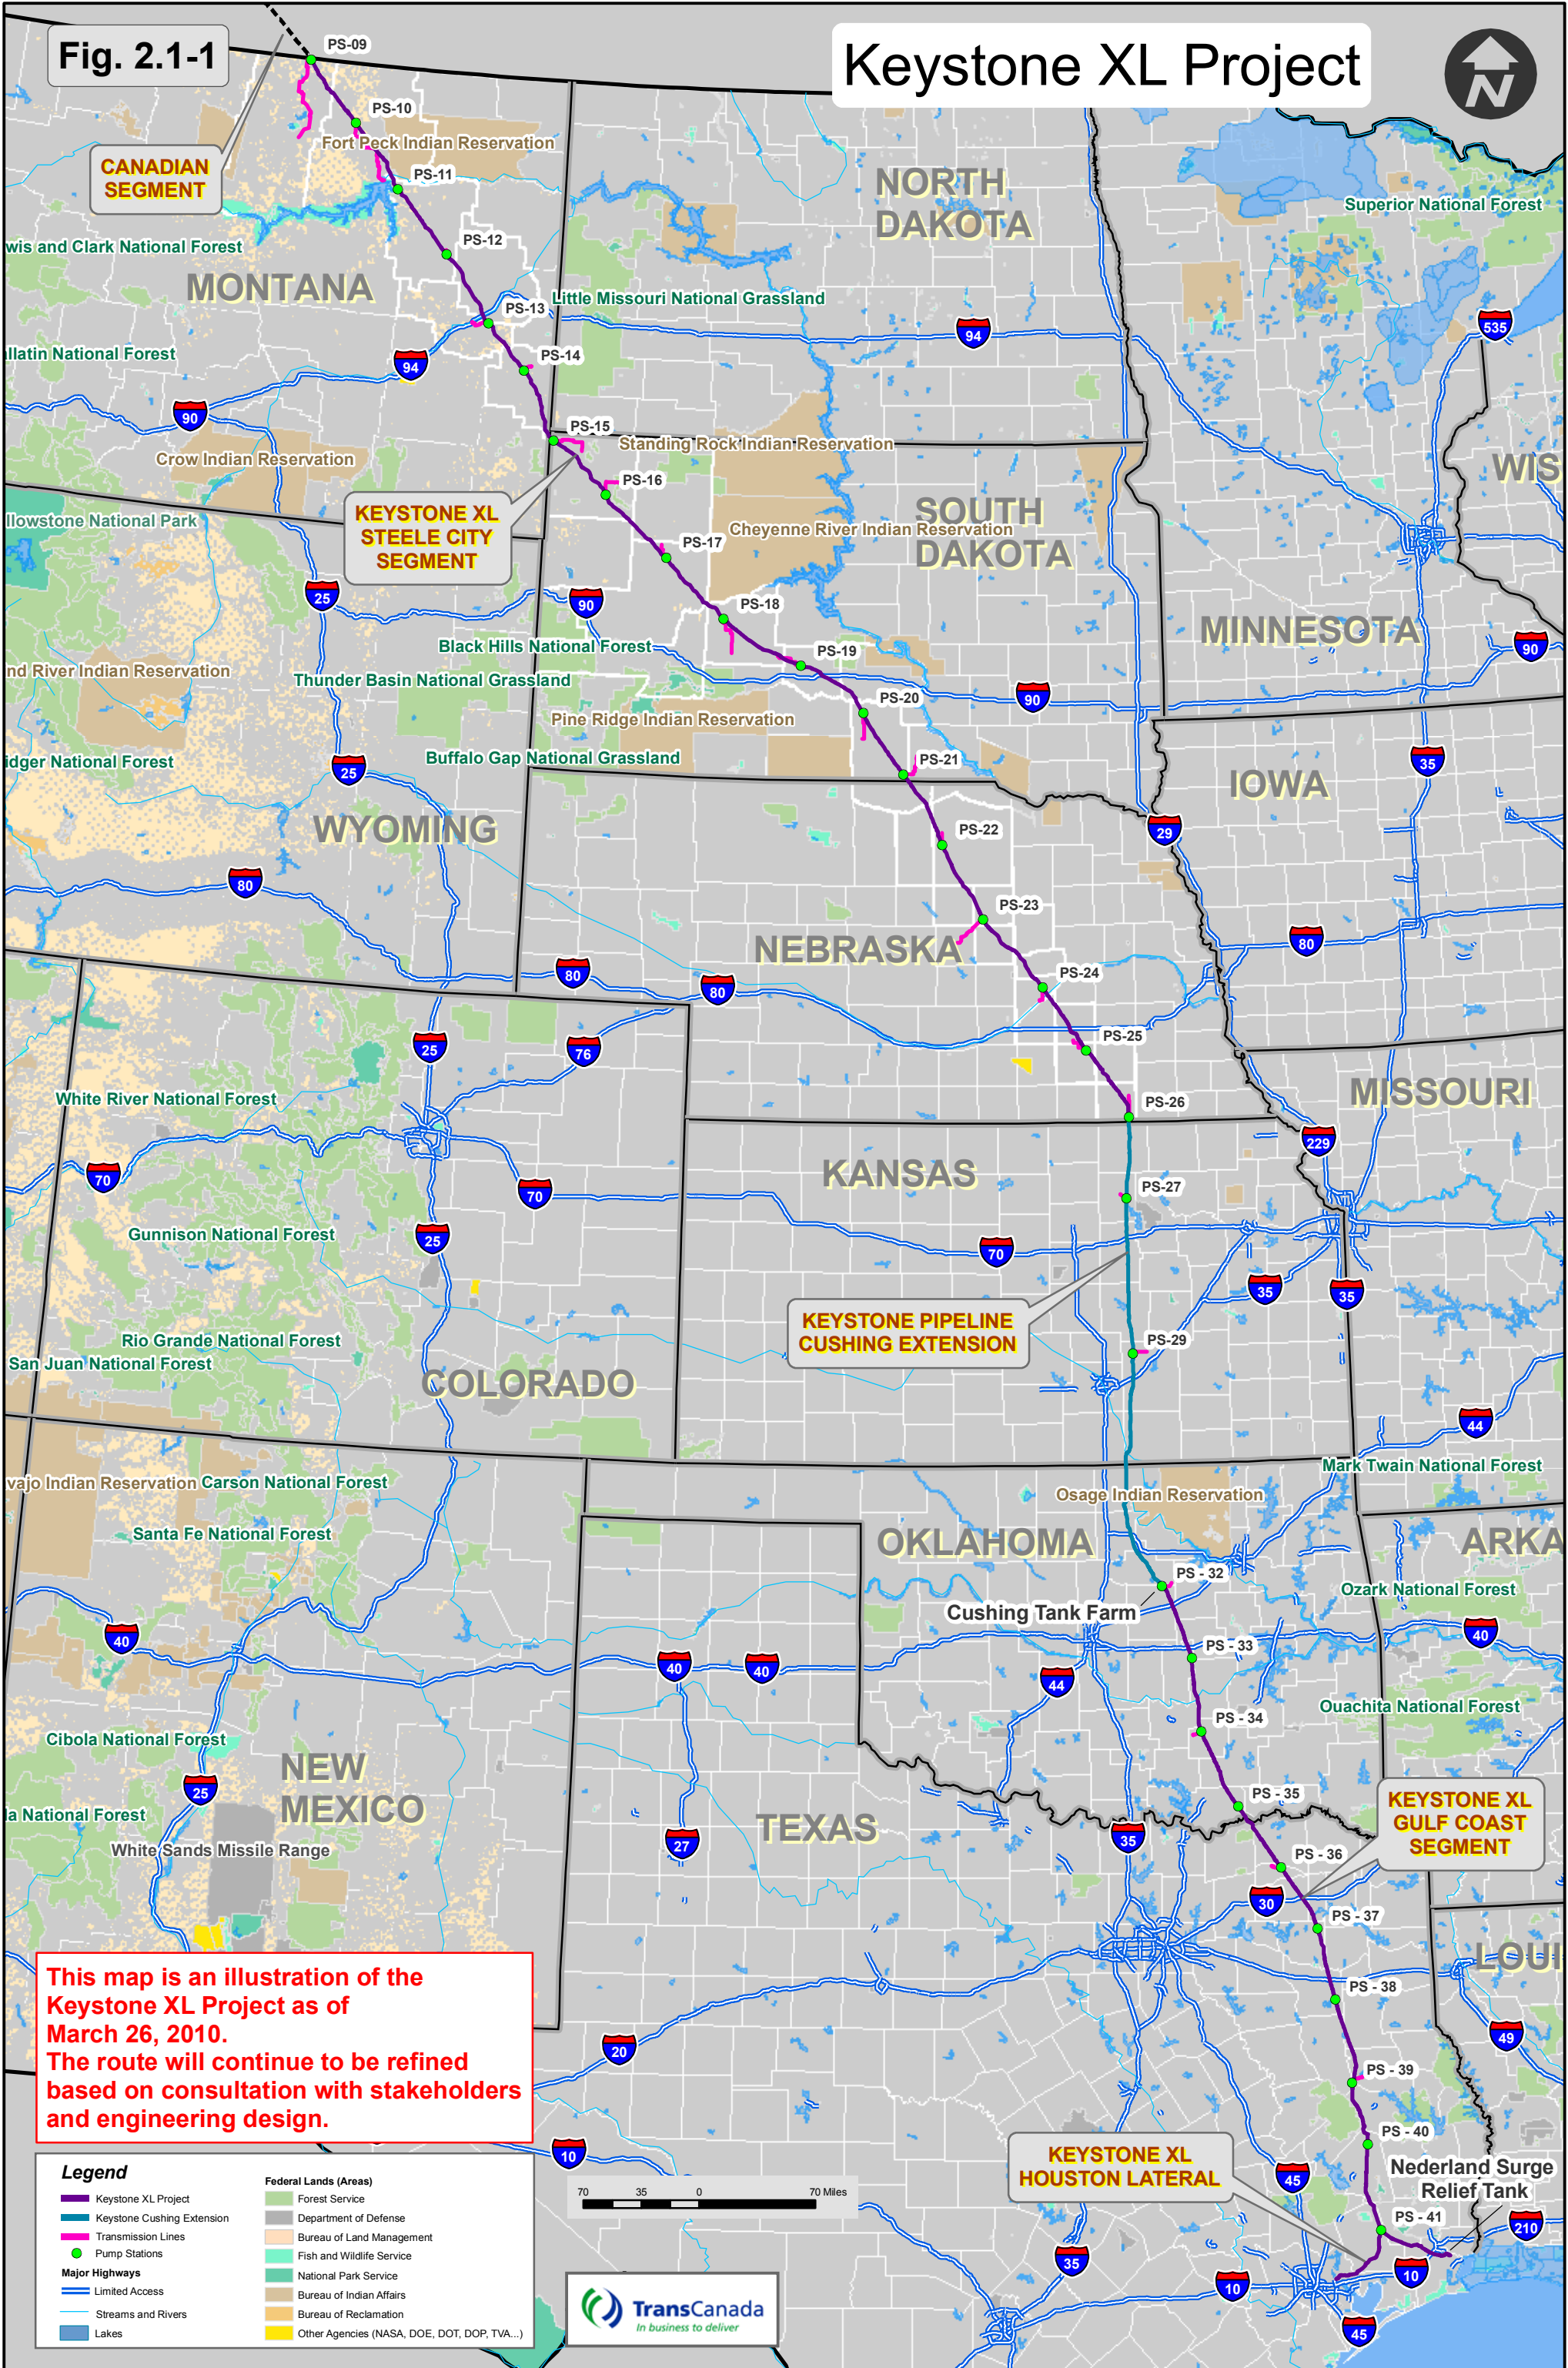 Fig. 2.1-1
Keystone XL Project
N
PS-09
PS-10
Fort Peck Indian Reservation
CANADIAN
SEGMENT
PS-11
NORTH
DAKOTA
Superior National Forest
wis and Clark National Forest
PS-12
MONTANA
Little Missouri National Grassland
PS-13
94
535
llatin National Forest
PS-14
94
90
PS-15
Standing Rock Indian Reservation
Crow Indian Reservation
WIS
PS-16
KEYSTONE XL
STEELE CITY
SEGMENT
llowstone National Park
SOUTH
DAKOTA
Cheyenne River Indian Reservation
PS-17
25
90
PS-18
MINNESOTA
Black Hills National Forest
90
PS-19
nd River Indian Reservation
Thunder Basin National Grassland
90
PS-20
Pine Ridge Indian Reservation
idger National Forest
Buffalo Gap National Grassland
PS-21
25
35
IOWA
WYOMING
PS-22
29
80
PS-23
NEBRASKA
80
80
PS-24
80
25
76
PS-25
White River National Forest
MISSOURI
PS-26
229
70
KANSAS
70
PS-27
Gunnison National Forest
25
70
35
35
KEYSTONE PIPELINE
CUSHING EXTENSION
Rio Grande National Forest
San Juan National Forest
PS-29
COLORADO
44
vajo Indian Reservation
Carson National Forest
Mark Twain National Forest
Osage Indian Reservation
Santa Fe National Forest
OKLAHOMA
ARKA
PS - 32
Ozark National Forest
Cushing Tank Farm
40
40
40
PS - 33
40
44
Ouachita National Forest
PS - 34
Cibola National Forest
NEW
MEXICO
25
PS - 35
KEYSTONE XL
GULF COAST
SEGMENT
la National Forest
TEXAS
27
35
White Sands Missile Range
PS - 36
30
PS - 37
LOUI
This map is an illustration of the
Keystone XL Project as of
March 26, 2010.
The route will continue to be refined
based on consultation with stakeholders
and engineering design.
PS - 38
20
49
PS - 39
PS - 40
10
KEYSTONE XL
HOUSTON LATERAL
45
Nederland Surge
Relief Tank
PS - 41
210
35
10
10
45
70 35 0 70 Miles
Legend
Keystone XL Project
Keystone Cushing Extension
Transmission Lines
Pump Stations
Major Highways
Limited Access
Streams and Rivers
Lakes
Federal Lands (Areas)
Forest Service
Department of Defense
Bureau of Land Management
Fish and Wildlife Service
National Park Service
Bureau of Indian Affairs
Bureau of Reclamation
Other Agencies (NASA, DOE, DOT, DOP, TVA...)
TransCanada
In business to deliver